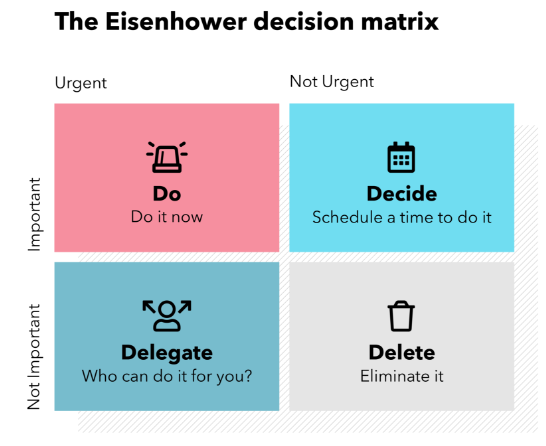 The Eisenhower decision matrix
Urgent
Not Urgent
Important
Do
Do it now
Decide
Schedule a time to do it
Not Important
Delegate
Who can do it for you?
Delete
Eliminate it